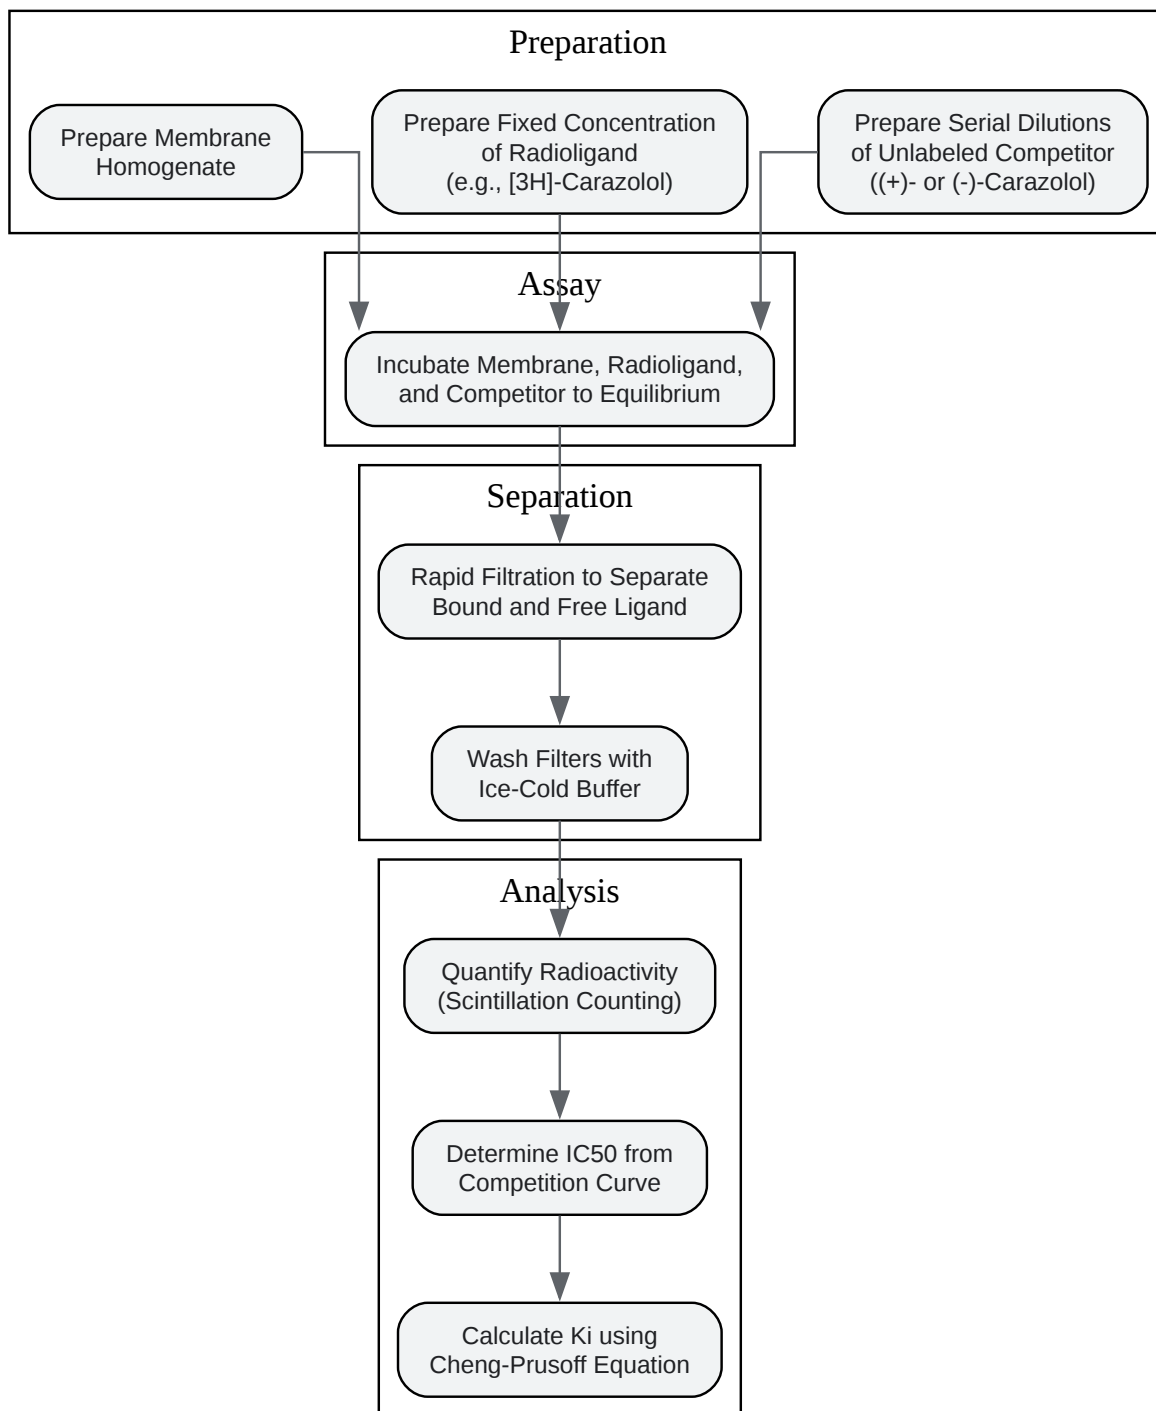 Preparation
Prepare Membrane
Homogenate
Prepare Fixed Concentration
of Radioligand
(e.g., [3H]-Carazolol)
Prepare Serial Dilutions
of Unlabeled Competitor
((+)- or (-)-Carazolol)
Assay
Incubate Membrane, Radioligand,
and Competitor to Equilibrium
Separation
Rapid Filtration to Separate
Bound and Free Ligand
Wash Filters with
Ice-Cold Buffer
Analysis
Quantify Radioactivity
(Scintillation Counting)
Determine IC50 from
Competition Curve
Calculate Ki using
Cheng-Prusoff Equation